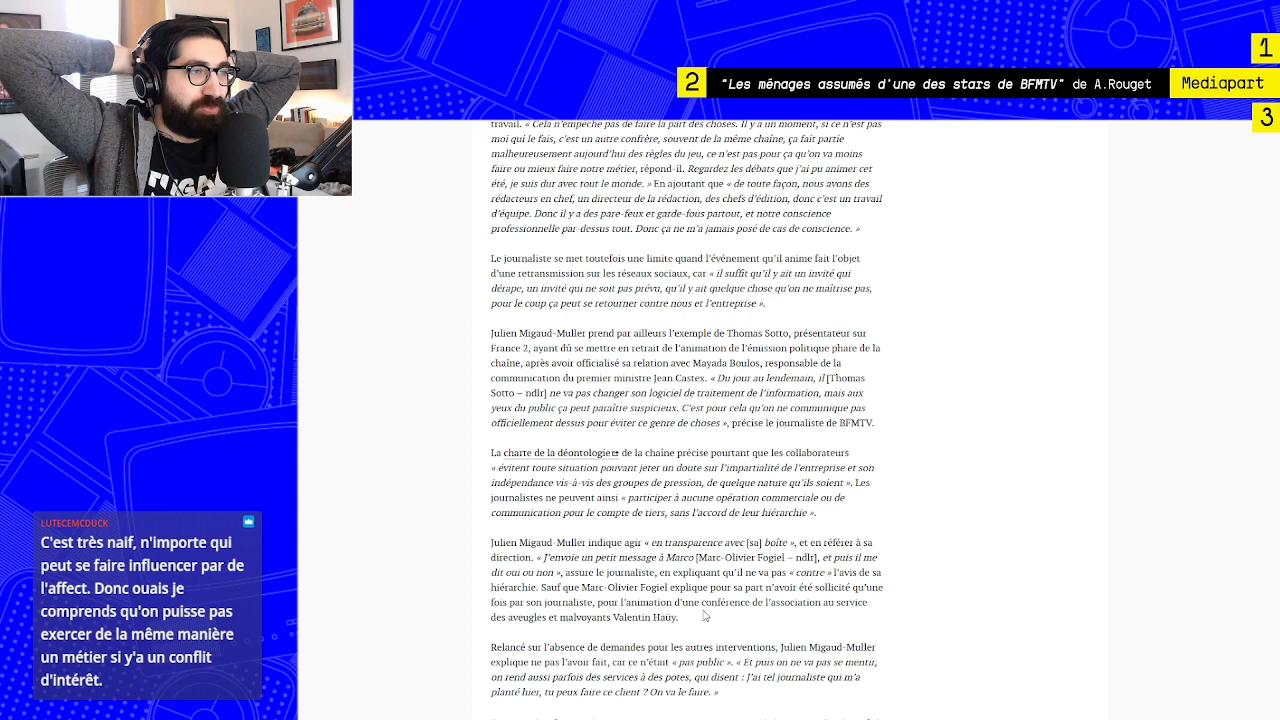 1
2 "Les ménages assumés d'une des stars de BFMTV" de A.Rouget Mediapart
3
travail. « Cela n'empêche pas de faire la part des choses. Il y a un moment, si ce n'est pas
moi qui le fais, c'est un autre confrère, souvent de la même chaîne, ça fait partie
malheureusement aujourd'hui des règles du jeu, ce n'est pas pour ça qu'on va moins
faire ou mieux faire notre métier, répond-il. Regardez les débats que j'ai pu animer cet
été, je suis dur avec tout le monde. » En ajoutant que « de toute façon, nous avons des
rédacteurs en chef, un directeur de la rédaction, des chefs d'édition, donc c'est un travail
d'équipe. Donc il y a des pare-feux et garde-fous partout, et notre conscience
professionnelle par-dessus tout. Donc ça ne m'a jamais posé de cas de conscience. »
Le journaliste se met toutefois une limite quand l'événement qu'il anime fait l'objet
d'une retransmission sur les réseaux sociaux, car « il suffit qu'il y ait un invité qui
dérape, un invité qui ne soit pas prévu, qu'il y ait quelque chose qu'on ne maîtrise pas,
pour le coup ça peut se retourner contre nous et l'entreprise ».
Julien Migaud-Muller prend par ailleurs l'exemple de Thomas Sotto, présentateur sur
France 2, ayant dû se mettre en retrait de l'animation de l'émission politique phare de la
chaîne, après avoir officialisé sa relation avec Mayada Boulos, responsable de la
communication du premier ministre Jean Castex. « Du jour au lendemain, il [Thomas
Sotto – ndlr] ne va pas changer son logiciel de traitement de l'information, mais aux
yeux du public ça peut paraître suspicieux. C'est pour cela qu'on ne communique pas
officiellement dessus pour éviter ce genre de choses », précise le journaliste de BFMTV.
La charte de la déontologie de la chaîne précise pourtant que les collaborateurs
« évitent toute situation pouvant jeter un doute sur l'impartialité de l'entreprise et son
indépendance vis-à-vis des groupes de pression, de quelque nature qu'ils soient ». Les
journalistes ne peuvent ainsi « participer à aucune opération commerciale ou de
communication pour le compte de tiers, sans l'accord de leur hiérarchie ».
Julien Migaud-Muller indique agir « en transparence avec [sa] boîte », et en référer à sa
direction. « J'envoie un petit message à Marco [Marc-Olivier Fogiel – ndlr], et puis il me
dit oui ou non », assure le journaliste, en expliquant qu'il ne va pas « contre » l'avis de sa
hiérarchie. Sauf que Marc-Olivier Fogiel explique pour sa part n'avoir été sollicité qu'une
fois par son journaliste, pour l'animation d'une conférence de l'association au service
des aveugles et malvoyants Valentin Haüy.
Relancé sur l'absence de demandes pour les autres interventions, Julien Migaud-Muller
explique ne pas l'avoir fait, car ce n'était « pas public ». « Et puis on ne va pas se mentir,
on rend aussi parfois des services à des potes, qui disent : J'ai tel journaliste qui m'a
planté hier, tu peux faire ce client ? On va le faire. »
LUTECEMCDUCK
C'est très naif, n'importe qui
peut se faire influencer par de
l'affect. Donc ouais je
comprends qu'on puisse pas
exercer de la même manière
un métier si y'a un conflit
d'intérêt.